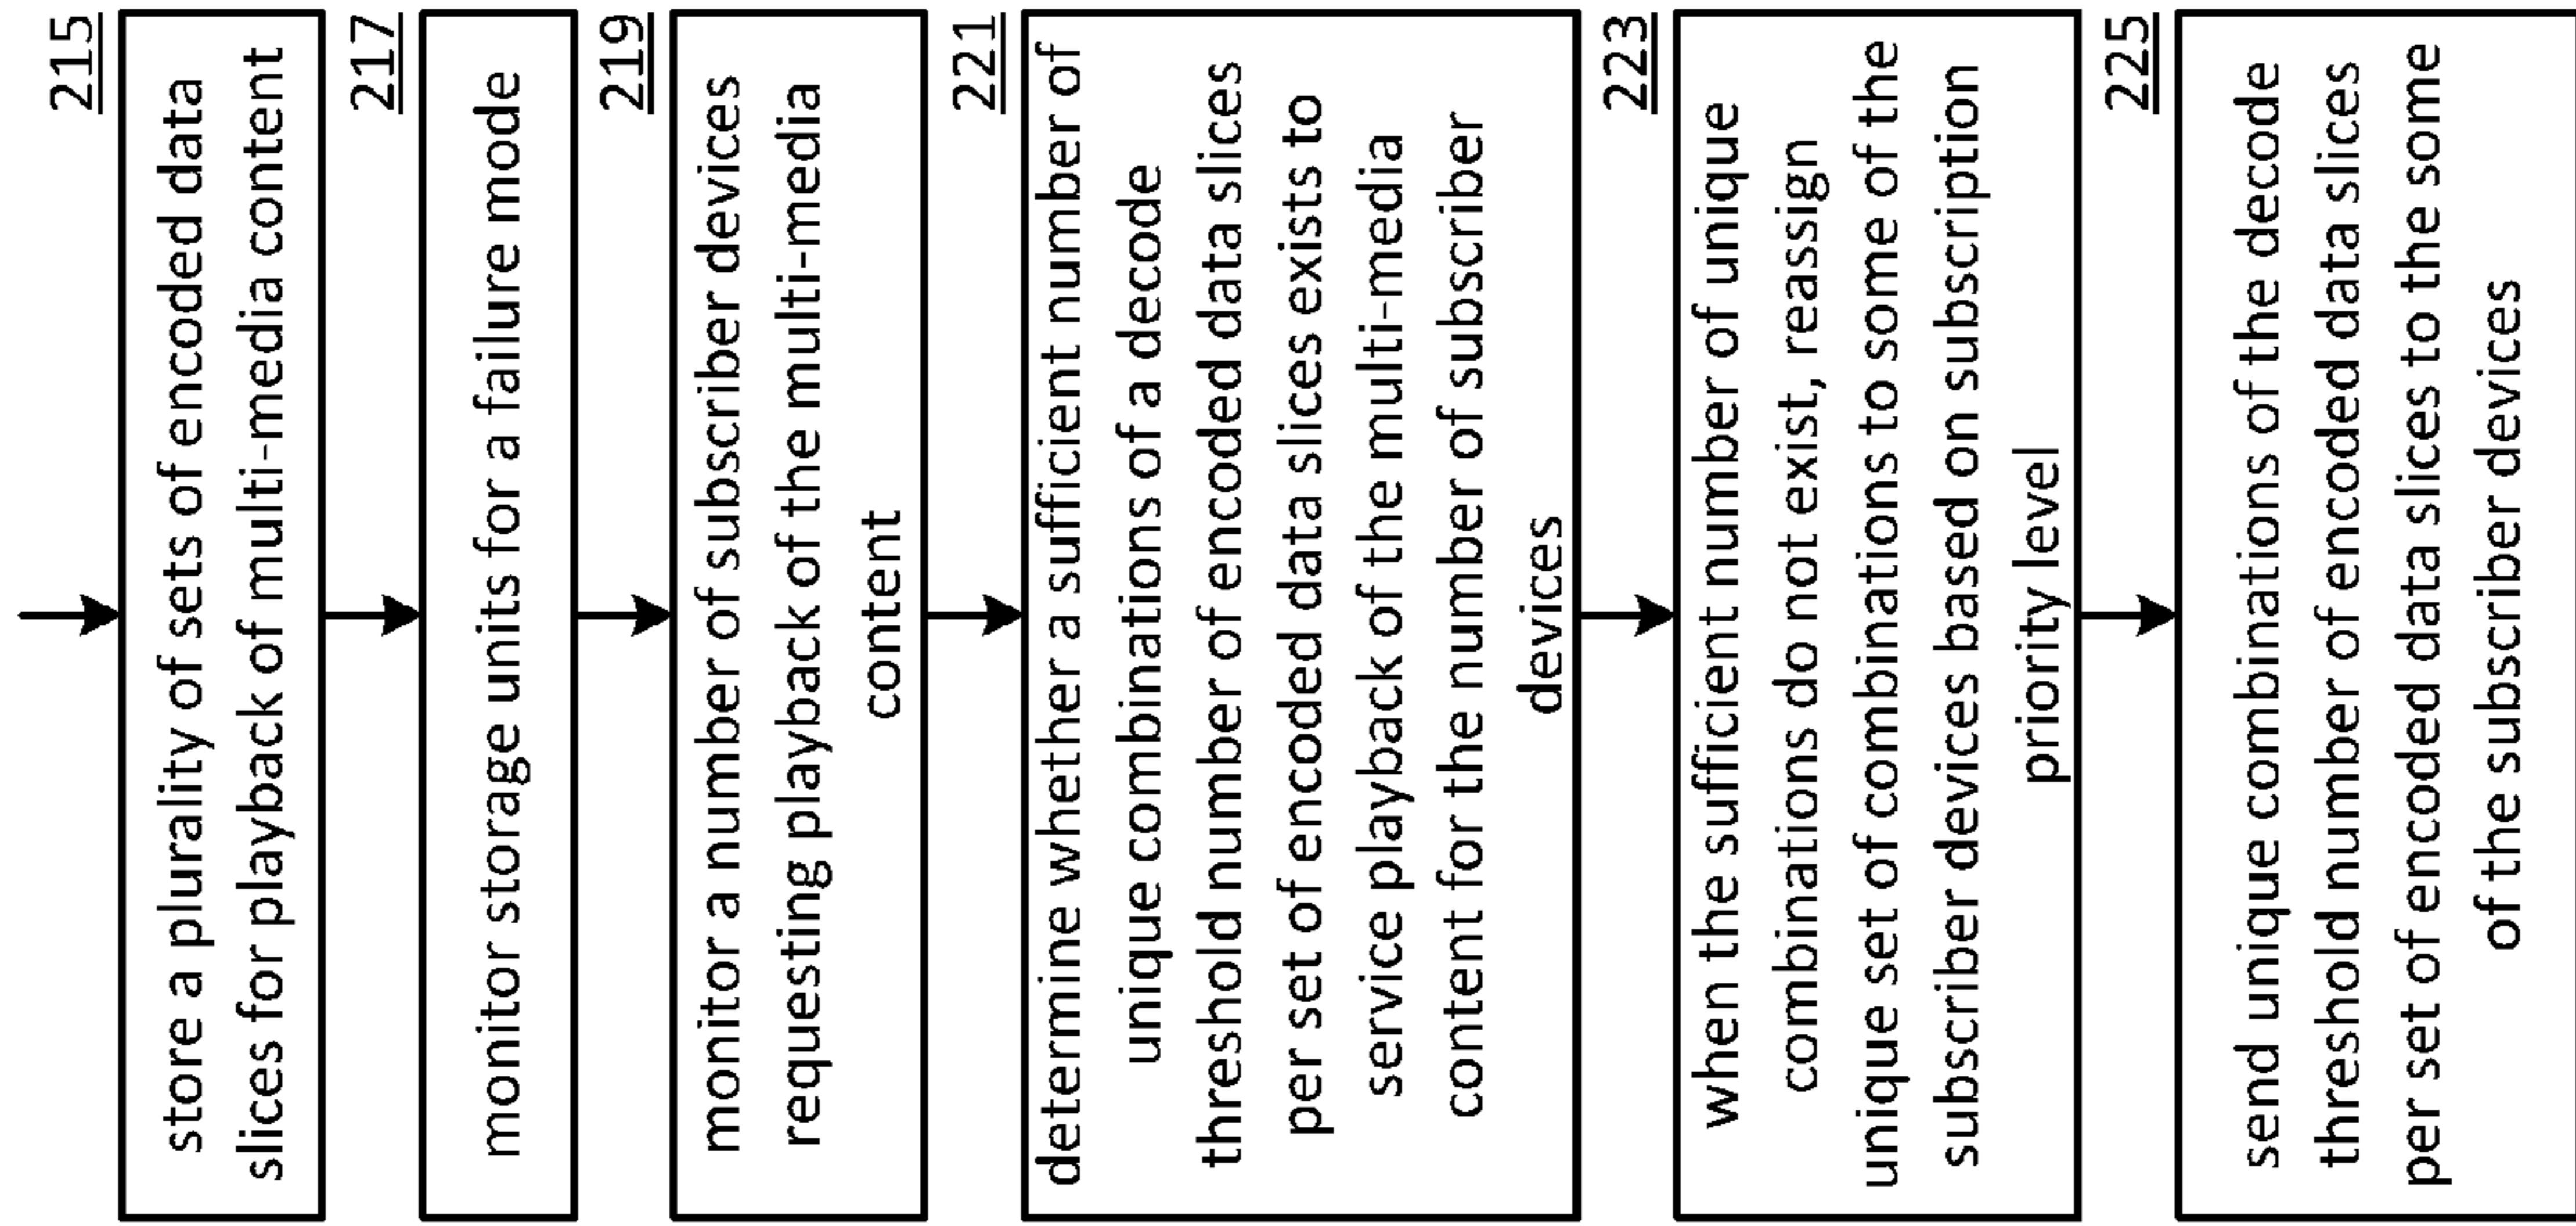 215
store a plurality of sets of encoded data
slices for playback of multi-media content
217
monitor storage units for a failure mode
219
monitor a number of subscriber devices
requesting playback of the multi-media
content
221
determine whether a sufficient number of
unique combinations of a decode
threshold number of encoded data slices
per set of encoded data slices exists to
service playback of the multi-media
content for the number of subscriber
devices
223
when the sufficient number of unique
combinations do not exist, reassign
unique set of combinations to some of the
subscriber devices based on subscription
priority level
225
send unique combinations of the decode
threshold number of encoded data slices
per set of encoded data slices to the some
of the subscriber devices